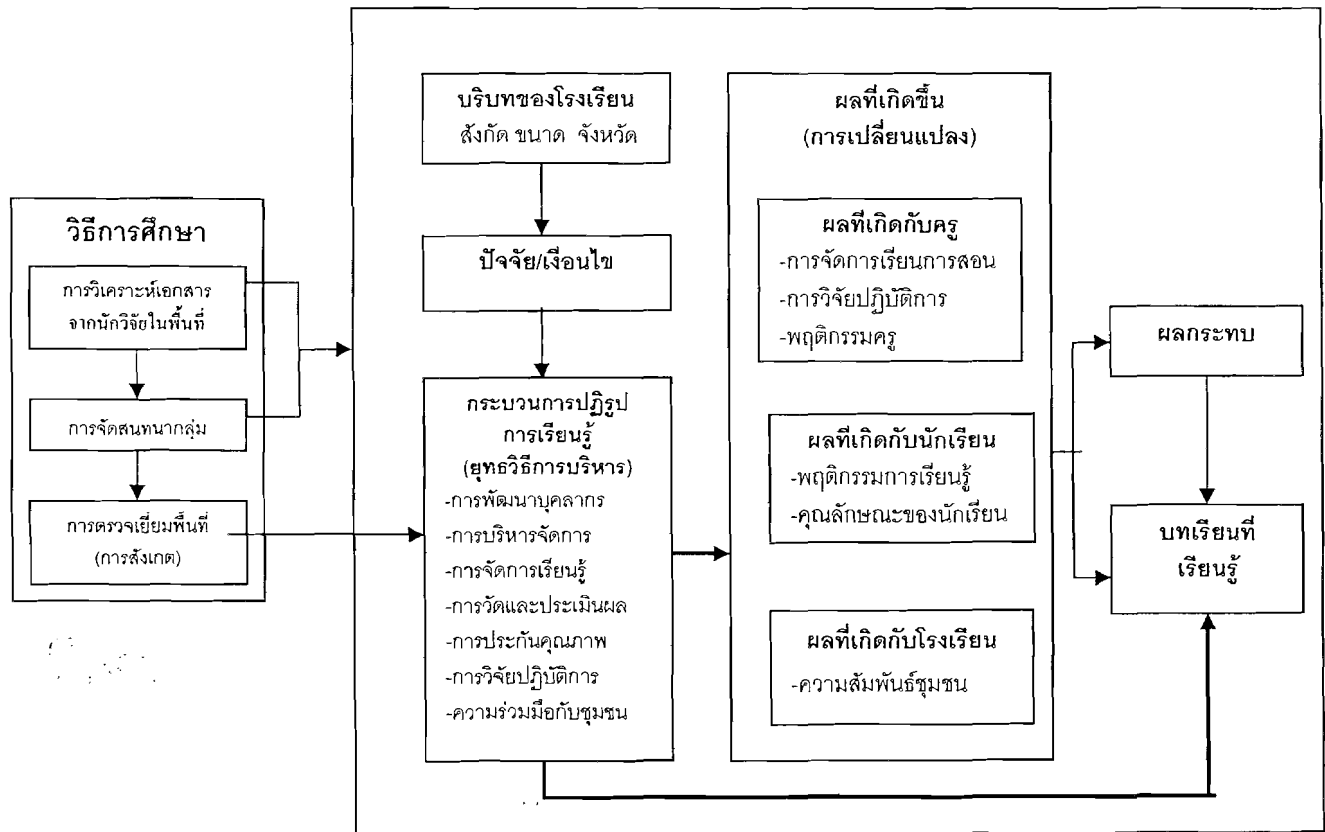 วิธีการศึกษา
การวิเคราะห์เอกสาร
จากนักวิจัยในพื้นที่
การจัดสนทนากลุ่ม
การตรวจเยี่ยมพื้นที่
(การสังเกต)
บริบทของโรงเรียน
สังกัด ขนาด จังหวัด
ปัจจัย/เงื่อนไข
กระบวนการปฏิรูป
การเรียนรู้
(ยุทธวิธีการบริหาร)
-การพัฒนาบุคลากร
-การบริหารจัดการ
-การจัดการเรียนรู้
-การวัดและประเมินผล
-การประกันคุณภาพ
-การวิจัยปฏิบัติการ
-ความร่วมมือกับชุมชน
ผลที่เกิดขึ้น
(การเปลี่ยนแปลง)
ผลที่เกิดกับครู
-การจัดการเรียนการสอน
-การวิจัยปฏิบัติการ
-พฤติกรรมครู
ผลที่เกิดกับนักเรียน
-พฤติกรรมการเรียนรู้
-คุณลักษณะของนักเรียน
ผลที่เกิดกับโรงเรียน
-ความสัมพันธ์ชุมชน
ผลกระทบ
บทเรียนที่
เรียนรู้